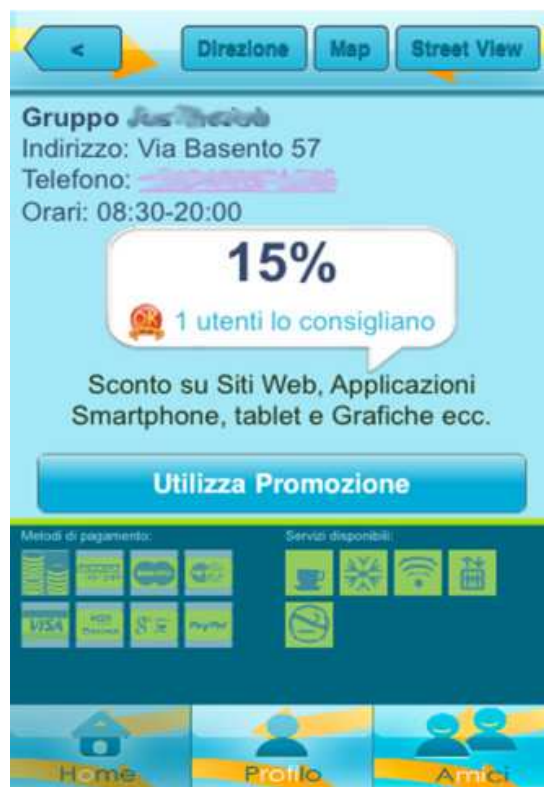 <
Direzione
Map
Street View
Gruppo
Indirizzo: Via Basento 57
Telefono:
Orari: 08:30-20:00
15%
OK
1 utenti lo consigliano
Sconto su Siti Web, Applicazioni
Smartphone, tablet e Grafiche ecc.
Utilizza Promozione
Metodi di pagamento:
Servizi disponibili:
VISA
PayPal
Home
Profilo
Amici